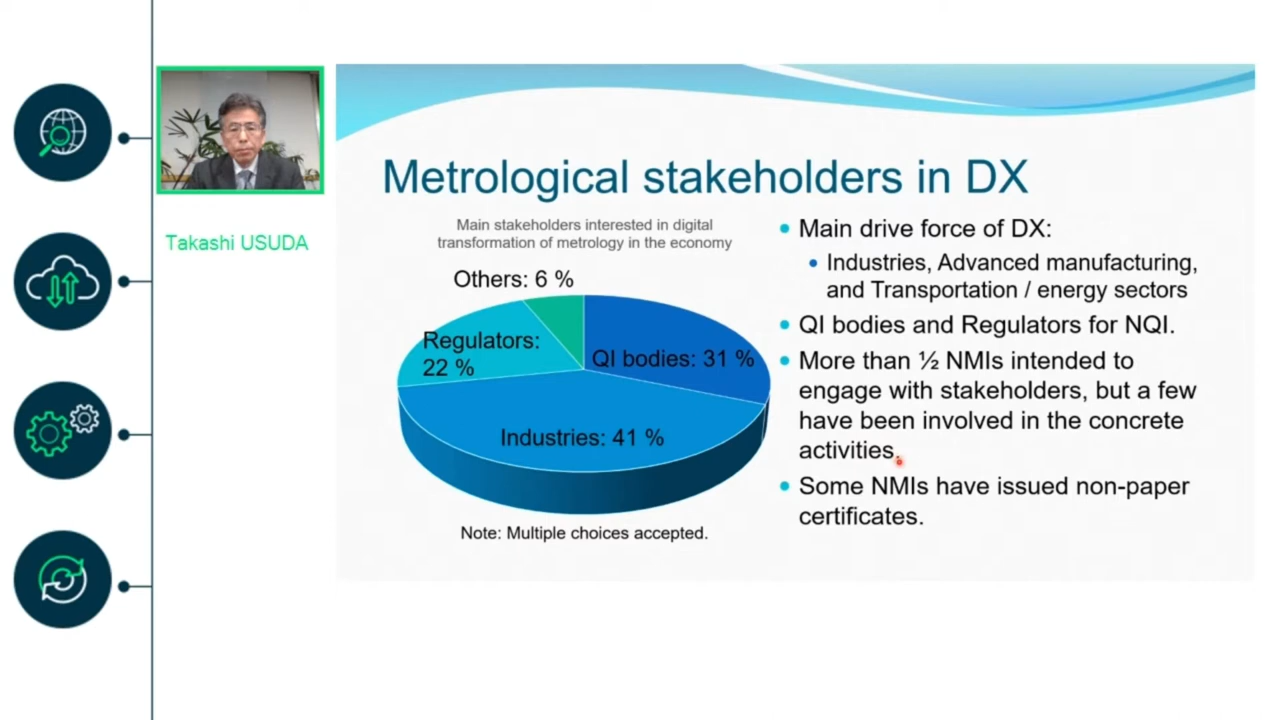 Takashi USUDA
Metrological stakeholders in DX
Main stakeholders interested in digital
transformation of metrology in the economy
Others: 6 %
Regulators:
22 %
QI bodies: 31 %
Industries: 41 %
Note: Multiple choices accepted.
Main drive force of DX:
Industries, Advanced manufacturing,
and Transportation / energy sectors
QI bodies and Regulators for NQI.
More than ½ NMIs intended to
engage with stakeholders, but a few
have been involved in the concrete
activities.
Some NMIs have issued non-paper
certificates.